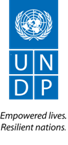 U N
D P
Empowered lives.
Resilient nations.